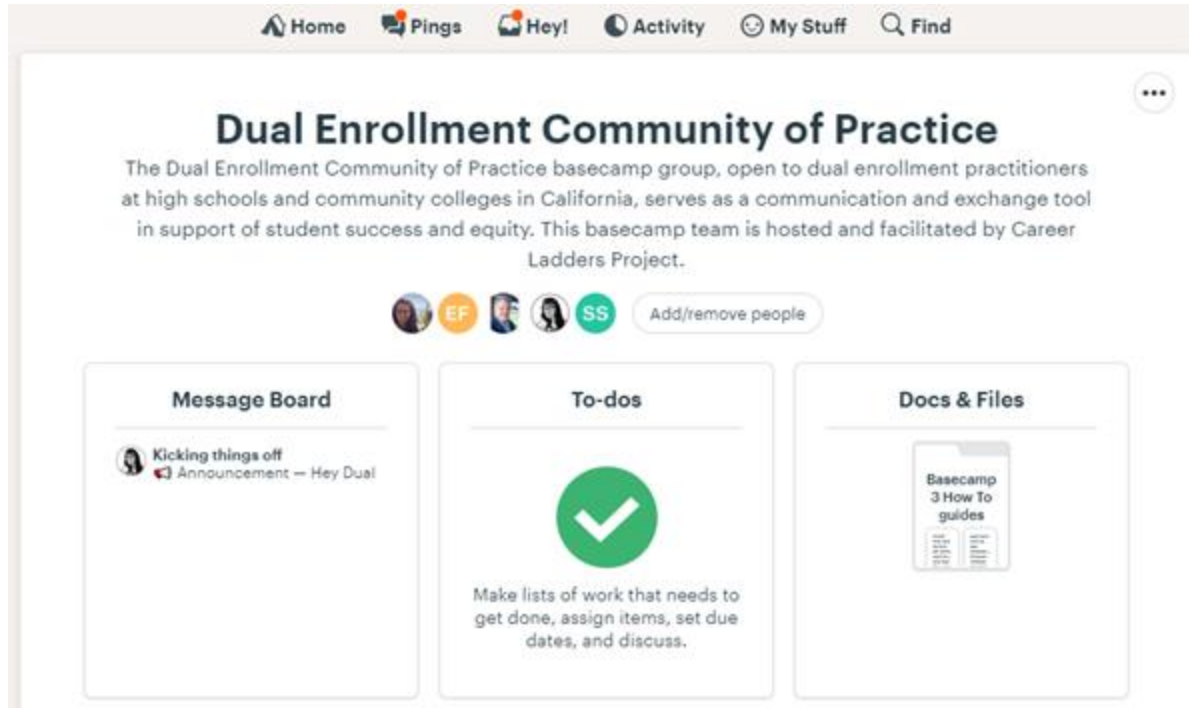 Home Pings Hey! Activity My Stuff Find
Dual Enrollment Community of Practice
The Dual Enrollment Community of Practice basecamp group, open to dual enrollment practitioners
at high schools and community colleges in California, serves as a communication and exchange tool
in support of student success and equity. This basecamp team is hosted and facilitated by Career
Ladders Project.
EF SS Add/remove people
Message Board
Kicking things off
Announcement — Hey Dual
To-dos
Make lists of work that needs to
get done, assign items, set due
dates, and discuss.
Docs & Files
Basecamp
3 How To
guides